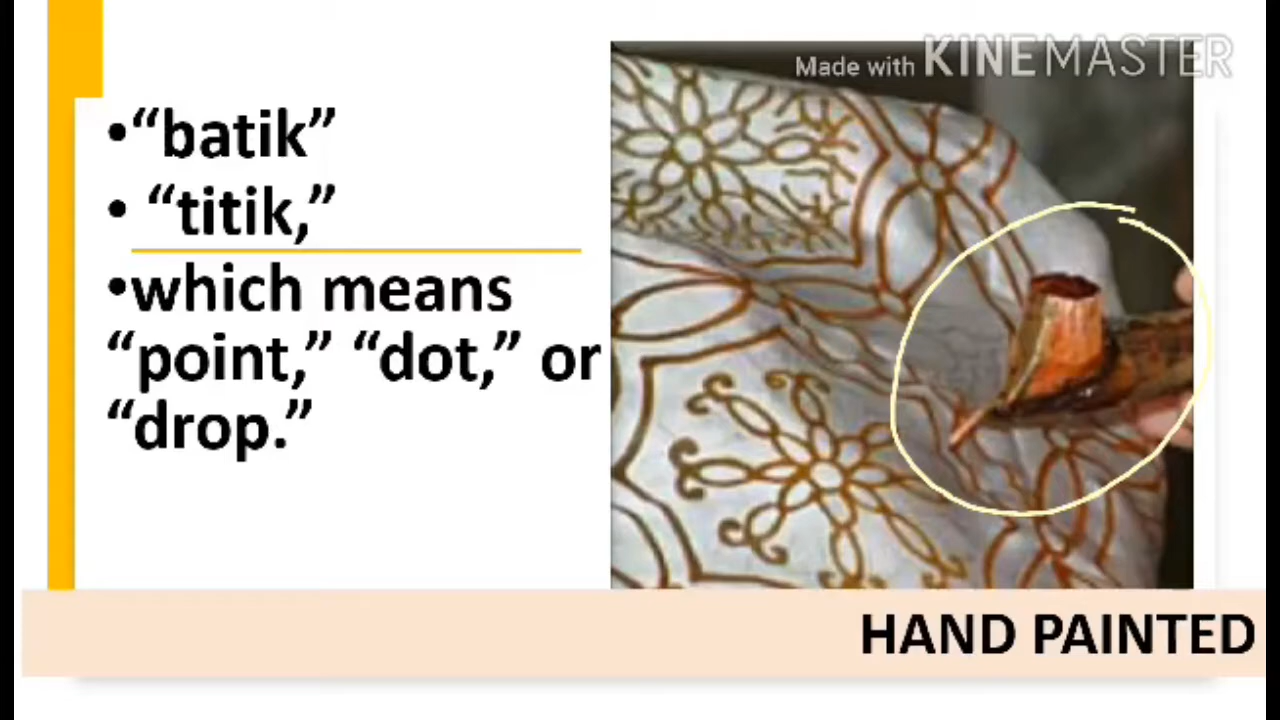 Made with KINEMASTER
•“batik”
• “titik,”
•which means
“point,” “dot,” or
“drop.”
HAND PAINTED